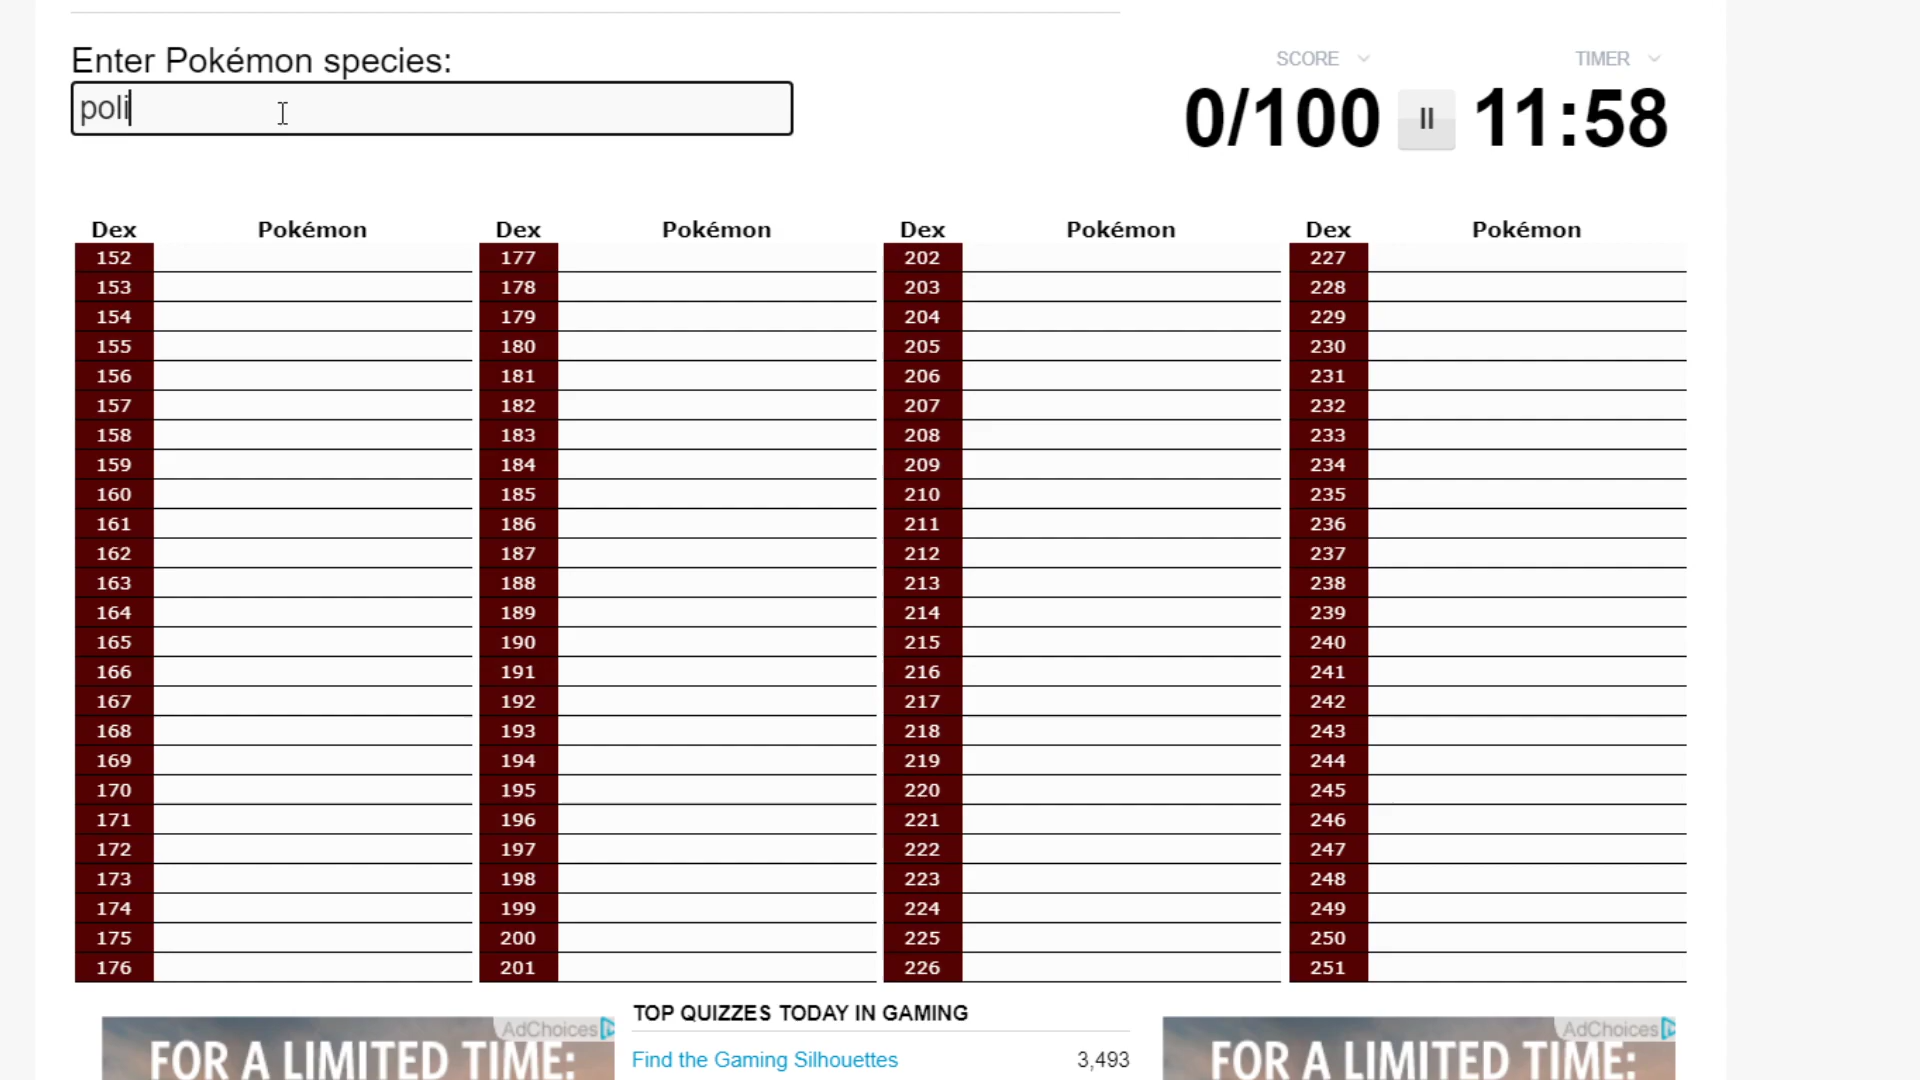 Enter Pokémon species:
poli
SCORE
TIMER
0/100
11:58
Dex Pokémon Dex Pokémon Dex Pokémon Dex Pokémon
152 177 202 227
153 178 203 228
154 179 204 229
155 180 205 230
156 181 206 231
157 182 207 232
158 183 208 233
159 184 209 234
160 185 210 235
161 186 211 236
162 187 212 237
163 188 213 238
164 189 214 239
165 190 215 240
166 191 216 241
167 192 217 242
168 193 218 243
169 194 219 244
170 195 220 245
171 196 221 246
172 197 222 247
173 198 223 248
174 199 224 249
175 200 225 250
176 201 226 251
AdChoices
FOR A LIMITED TIME:
TOP QUIZZES TODAY IN GAMING
Find the Gaming Silhouettes 3,493
AdChoices
FOR A LIMITED TIME: